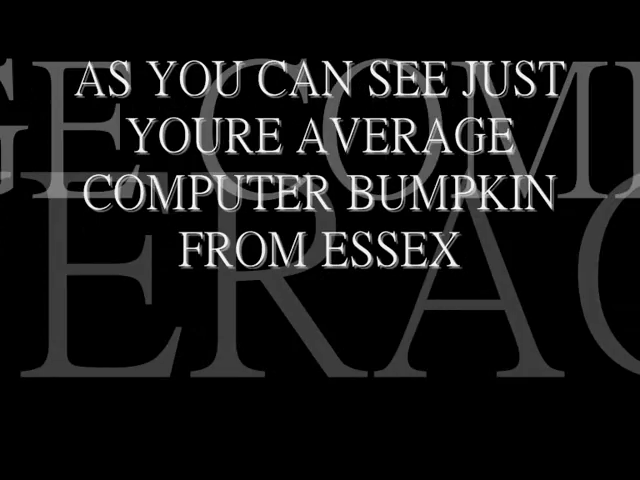 AS YOU CAN SEE JUST
YOURE AVERAGE
COMPUTER BUMPKIN
FROM ESSEX